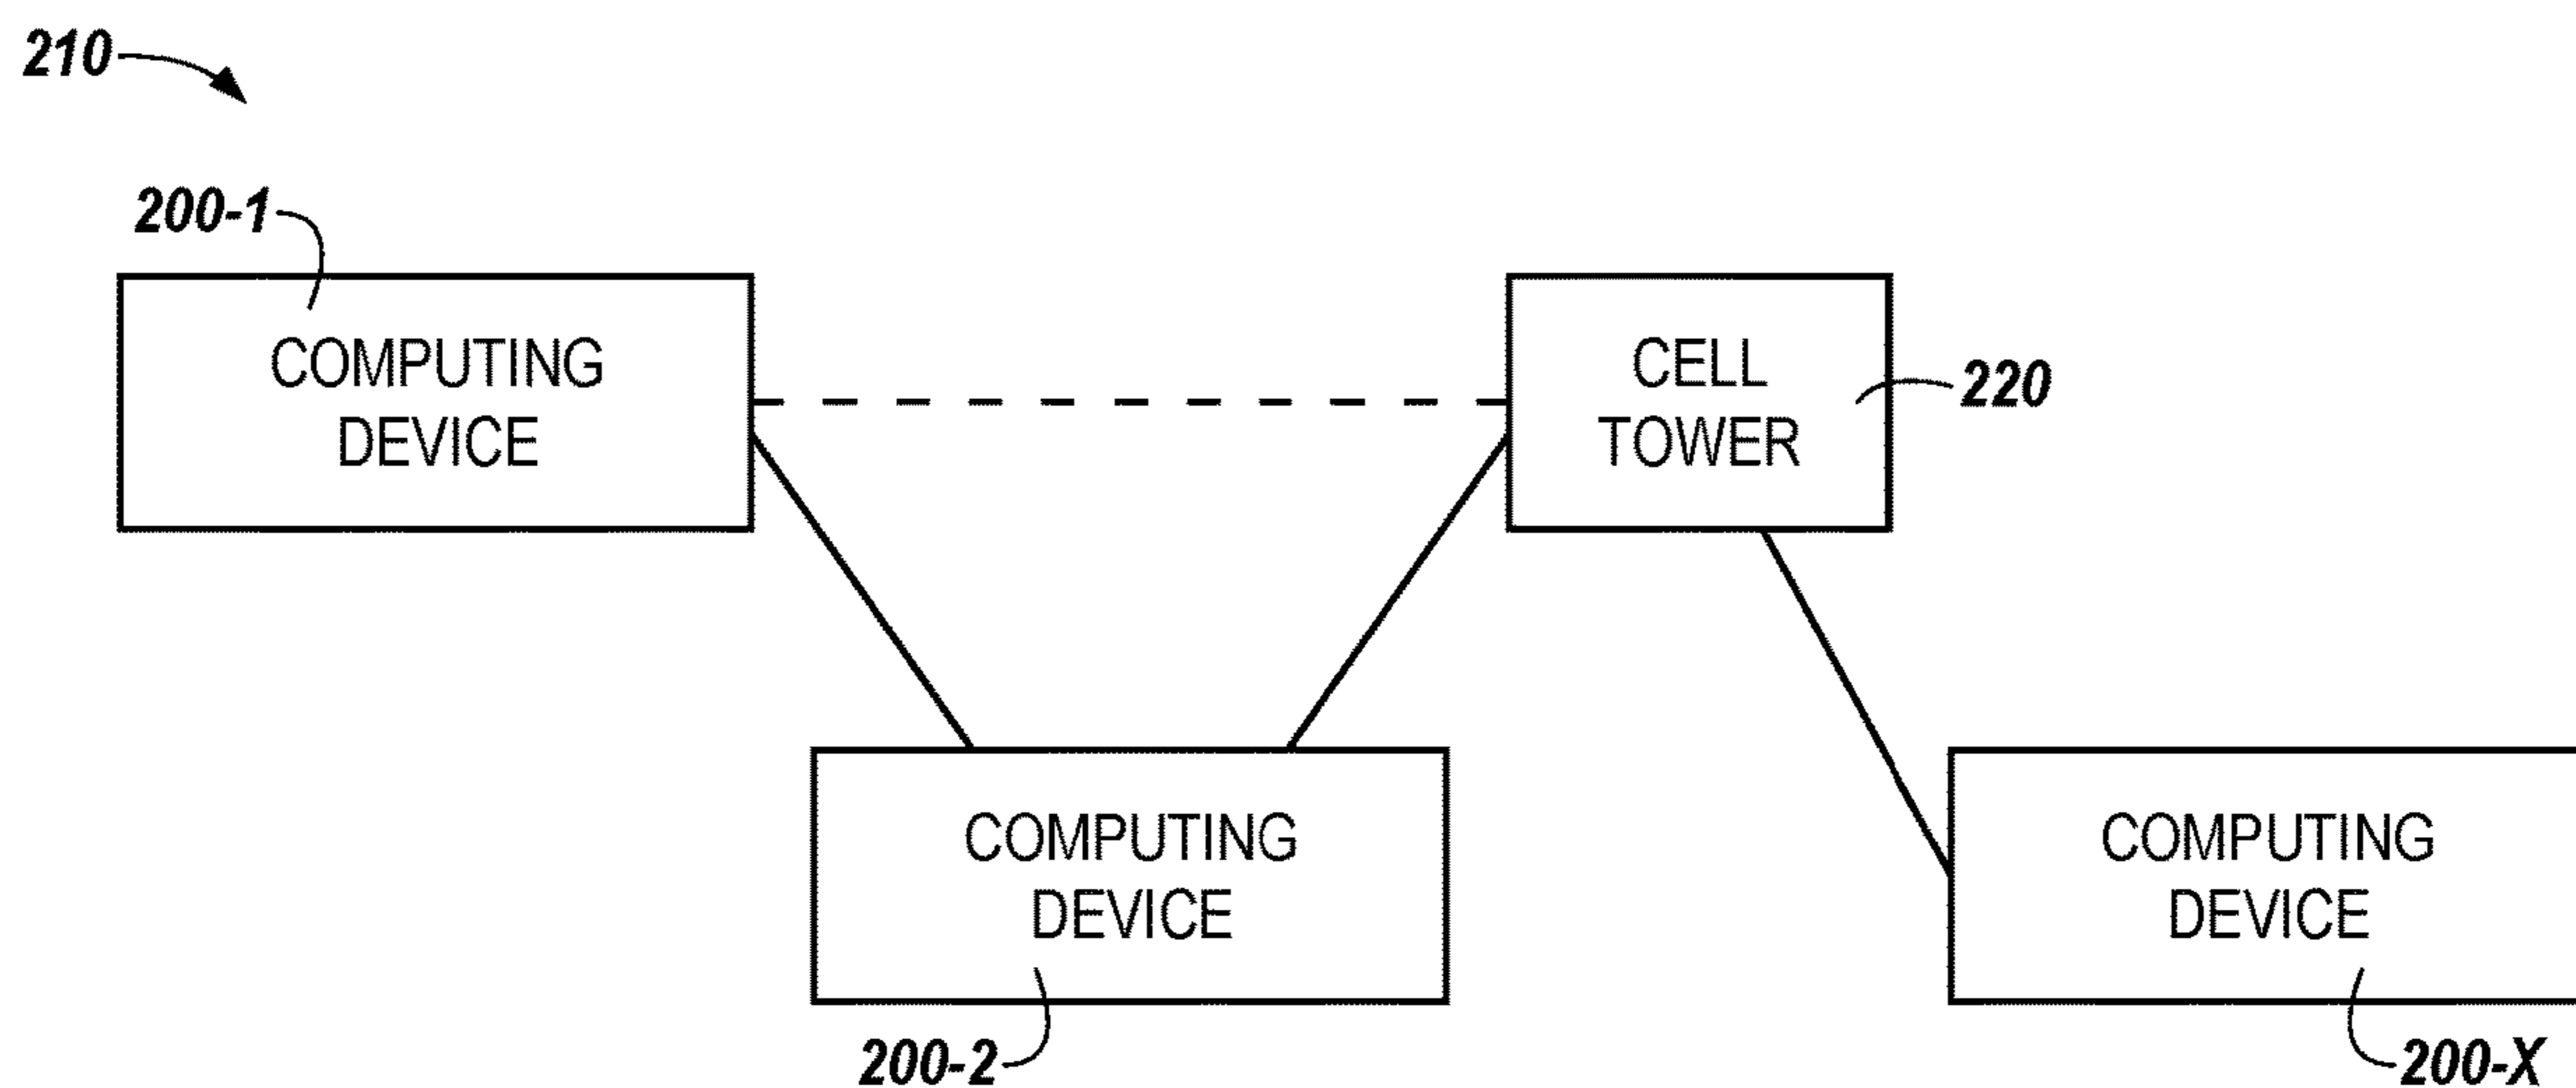 210
200-1
COMPUTING
DEVICE
CELL
TOWER
220
COMPUTING
DEVICE
200-2
COMPUTING
DEVICE
200-X